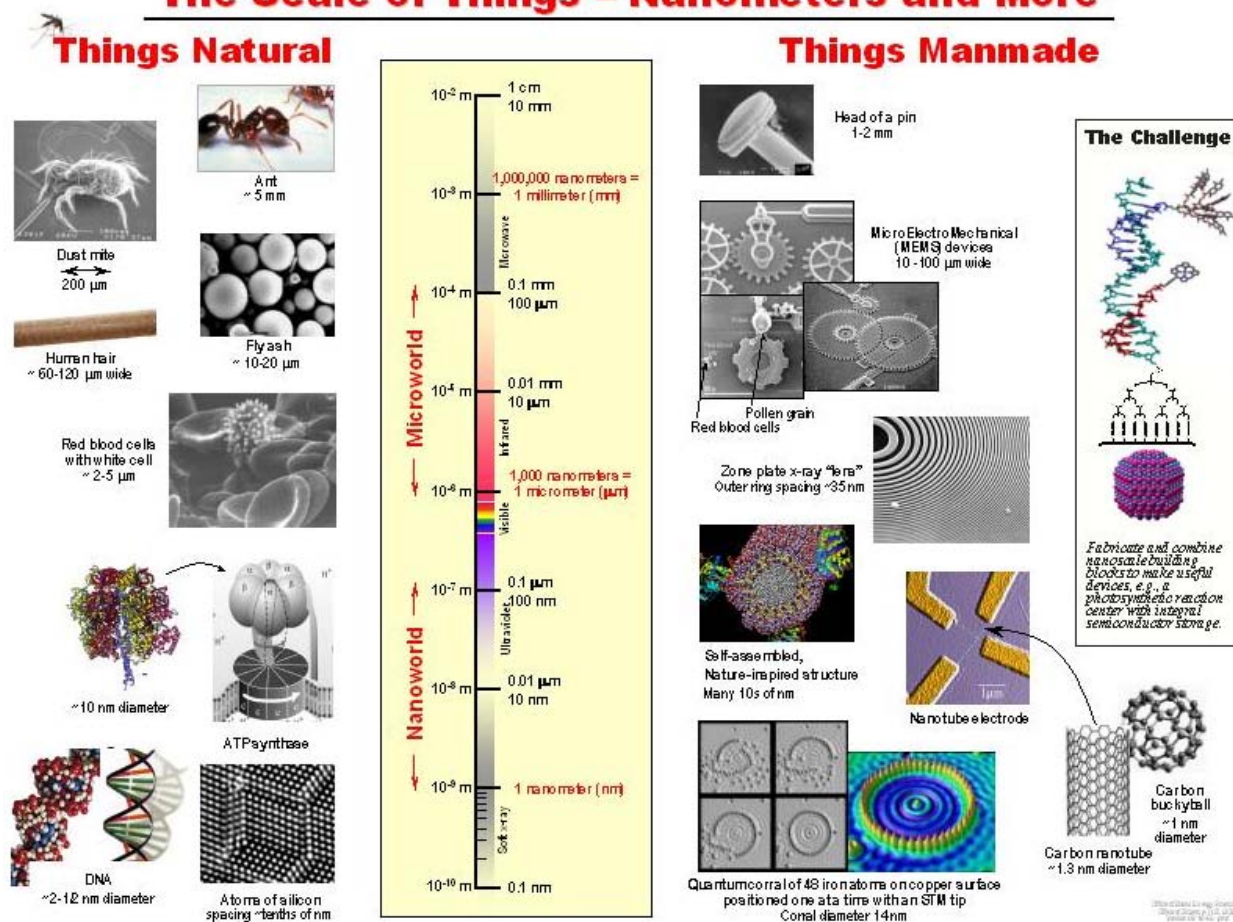 The Scale of Things – Nanometers and More
Things Natural
Dust mite
200 µm
Ant
~ 5 mm
Human hair
~ 60-120 µm wide
Fly ash
~ 10-20 µm
Red blood cells
with white cell
~ 2-5 µm
~10 nm diameter
ATP synthase
DNA
~2-1/2 nm diameter
Atoms of silicon
spacing ~tenths of nm
10-2 m
1 cm
10 mm
10-3 m
1,000,000 nanometers =
1 millimeter (mm)
Microwave
10-4 m
0.1 mm
100 µm
Microworld
10-5 m
0.01 mm
10 µm
Infrared
10-6 m
1,000 nanometers =
1 micrometer (µm)
Visible
10-7 m
0.1 µm
100 nm
Ultraviolet
Nanoworld
10-8 m
0.01 µm
10 nm
10-9 m
1 nanometer (nm)
Soft x-ray
10-10 m
0.1 nm
Things Manmade
Head of a pin
1-2 mm
MicroElectroMechanical
(MEMS) devices
10 -100 µm wide
Pollen grain
Red blood cells
Zone plate x-ray “lens”
Outer ring spacing ~35 nm
Self-assembled,
Nature-inspired structure
Many 10s of nm
1µm
Nanotube electrode
Quantum corral of 48 iron atoms on copper surface
positioned one at a time with an STM tip
Corral diameter 14 nm
Carbon nanotube
~1.3 nm diameter
Carbon
buckyball
~1 nm
diameter
The Challenge
Fabricate and combine
nanoscale building
blocks to make useful
devices, e.g., a
photosynthetic reaction
center with integral
semiconductor storage.